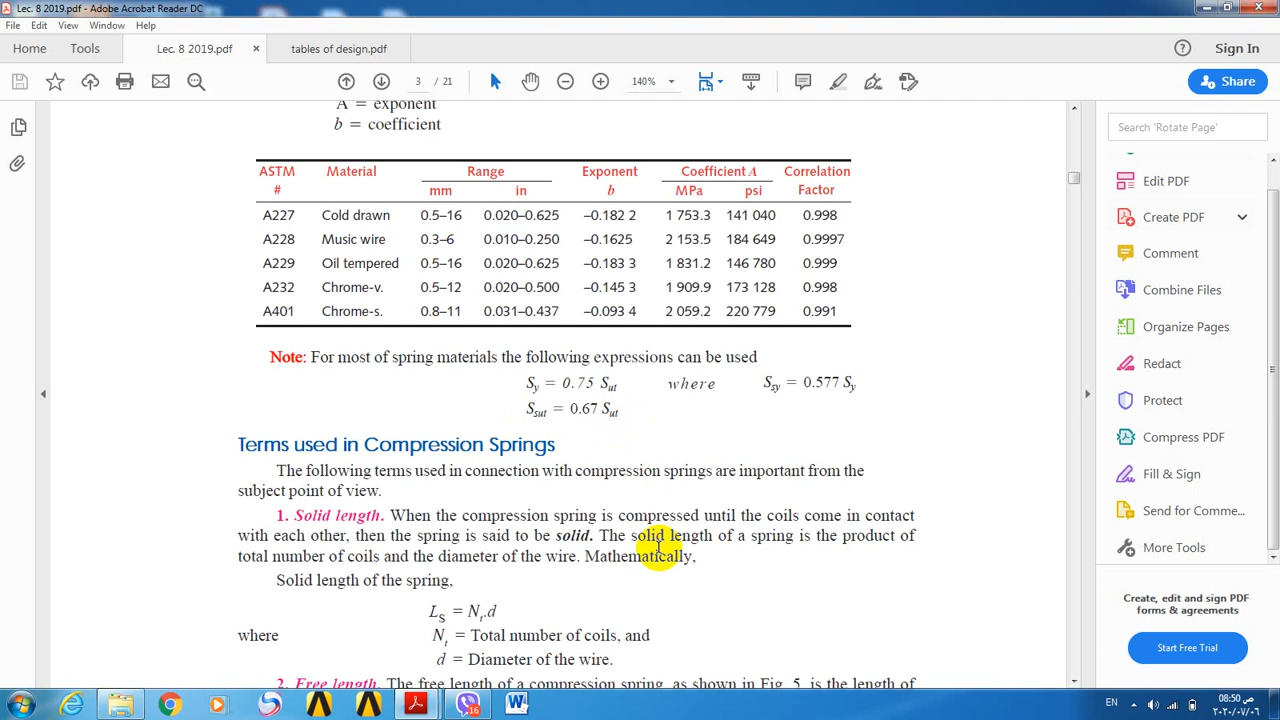 Lec. 8 2019.pdf - Adobe Acrobat Reader DC
File Edit View Window Help
Home Tools Lec. 8 2019.pdf × tables of design.pdf ? Sign In
3 / 21 140% Share
A = exponent
b = coefficient
ASTM Material Range Exponent Coefficient A Correlation
# mm in b MPa psi Factor
A227 Cold drawn 0.5–16 0.020–0.625 –0.182 2 1 753.3 141 040 0.998
A228 Music wire 0.3–6 0.010–0.250 –0.1625 2 153.5 184 649 0.9997
A229 Oil tempered 0.5–16 0.020–0.625 –0.183 3 1 831.2 146 780 0.999
A232 Chrome-v. 0.5–12 0.020–0.500 –0.145 3 1 909.9 173 128 0.998
A401 Chrome-s. 0.8–11 0.031–0.437 –0.093 4 2 059.2 220 779 0.991
Note: For most of spring materials the following expressions can be used
Sy = 0.75 Sut where Ssy = 0.577 Sy
Ssut = 0.67 Sut
Terms used in Compression Springs
The following terms used in connection with compression springs are important from the
subject point of view.
1. Solid length. When the compression spring is compressed until the coils come in contact
with each other, then the spring is said to be solid. The solid length of a spring is the product of
total number of coils and the diameter of the wire. Mathematically,
Solid length of the spring,
LS = Nt.d
where Nt = Total number of coils, and
d = Diameter of the wire.
2. Free length. The free length of a compression spring, as shown in Fig. 5, is the length of
Search 'Rotate Page'
Edit PDF
Create PDF
Comment
Combine Files
Organize Pages
Redact
Protect
Compress PDF
Fill & Sign
Send for Comme...
More Tools
Create, edit and sign PDF
forms & agreements
Start Free Trial
16
EN
08:50 ص
٢٠٢٠/٠٧/٠٦